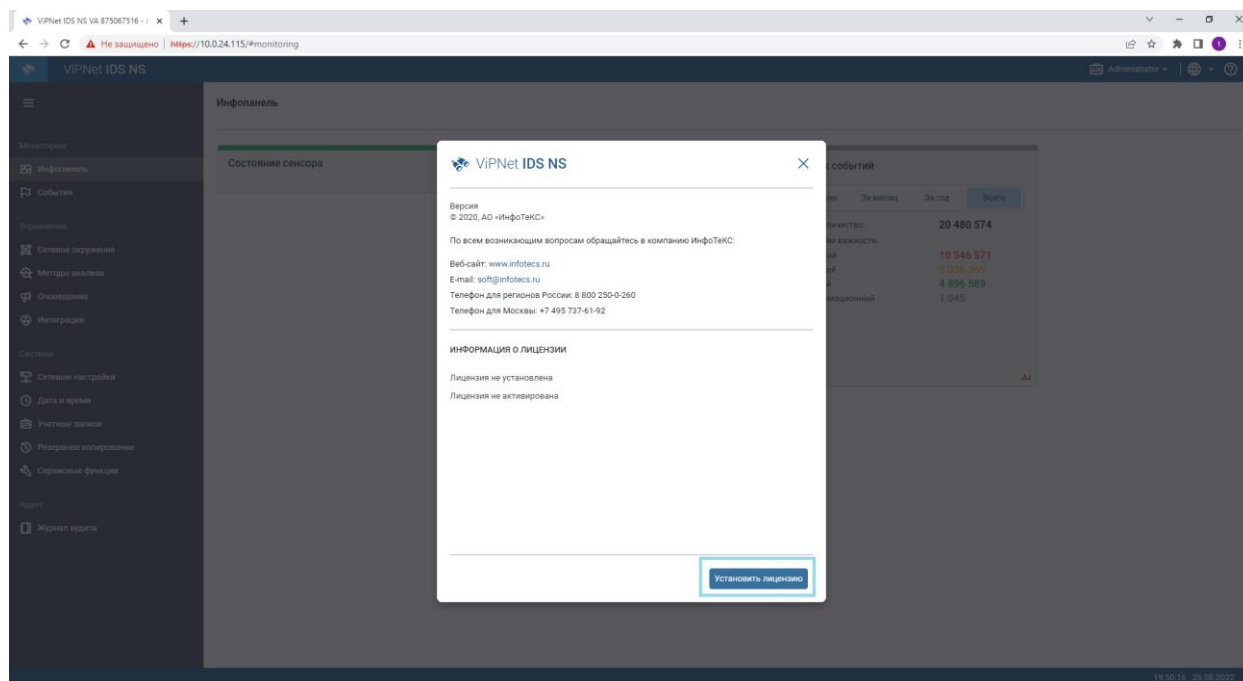 ViPNet IDS NS VA 875067516 - И
Не защищено | https://10.0.24.115/#monitoring
ViPNet IDS NS
Administrator
Инфопанель
Мониторинг
Инфопанель
События
Управление
Сетевое окружение
Методы анализа
Оповещение
Интеграция
Система
Сетевые настройки
Дата и время
Учетные записи
Резервное копирование
Сервисные функции
Аудит
Журнал аудита
Состояние сенсора
ViPNet IDS NS
Версия
© 2020, АО «ИнфоТеКС»
По всем возникающим вопросам обращайтесь в компанию ИнфоТеКС:
Веб-сайт: www.infotecs.ru
E-mail: soft@infotecs.ru
Телефон для регионов России: 8 800 250-0-260
Телефон для Москвы: +7 495 737-61-92
ИНФОРМАЦИЯ О ЛИЦЕНЗИИ
Лицензия не установлена
Лицензия не активирована
Установить лицензию
событий
За месяц За год Всего
20 480 574
важности:
10 546 571
4 896 589
1 045
19:50:16 25.08.2022